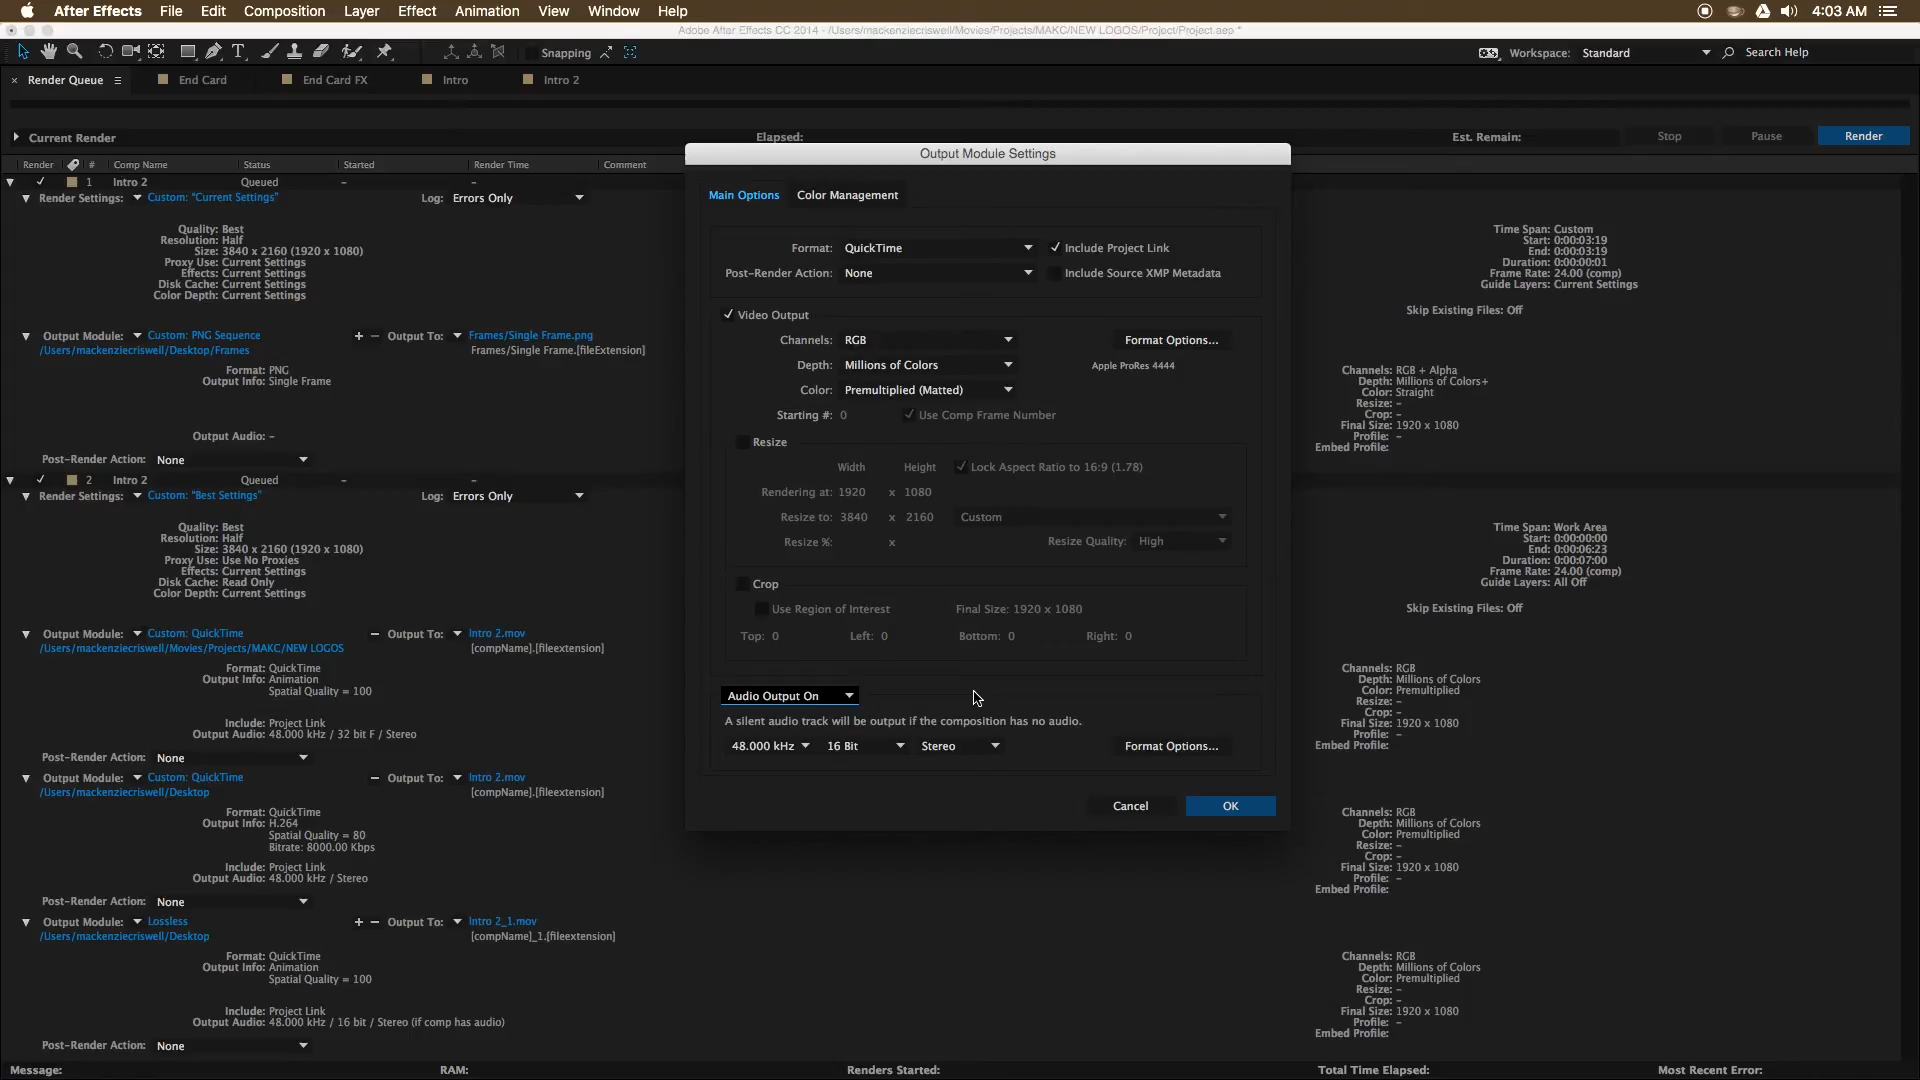 After Effects File Edit Composition Layer Effect Animation View Window Help 4:03 AM
Adobe After Effects CC 2014 - /Users/mackenziecriswell/Movies/Projects/MAKC/NEW LOGOS/Project/Project.aep *
T Snapping Workspace: Standard Search Help
× Render Queue End Card End Card FX Intro Intro 2
Current Render Elapsed: Est. Remain: Stop Pause Render
Render # Comp Name Status Started Render Time Comment
Output Module Settings
1 Intro 2 Queued – –
Render Settings: Custom: "Current Settings" Log: Errors Only
Quality: Best
Resolution: Half
Size: 3840 x 2160 (1920 x 1080)
Proxy Use: Current Settings
Effects: Current Settings
Disk Cache: Current Settings
Color Depth: Current Settings
Time Span: Custom
Start: 0:00:03:19
End: 0:00:03:19
Duration: 0:00:00:01
Frame Rate: 24.00 (comp)
Guide Layers: Current Settings
Skip Existing Files: Off
Output Module: Custom: PNG Sequence + – Output To: Frames/Single Frame.png
/Users/mackenziecriswell/Desktop/Frames Frames/Single Frame.[fileExtension]
Format: PNG
Output Info: Single Frame
Output Audio: –
Channels: RGB + Alpha
Depth: Millions of Colors+
Color: Straight
Resize: –
Crop: –
Final Size: 1920 x 1080
Profile: –
Embed Profile:
Post-Render Action: None
2 Intro 2 Queued – –
Render Settings: Custom: "Best Settings" Log: Errors Only
Quality: Best
Resolution: Half
Size: 3840 x 2160 (1920 x 1080)
Proxy Use: Use No Proxies
Effects: Current Settings
Disk Cache: Read Only
Color Depth: Current Settings
Time Span: Work Area
Start: 0:00:00:00
End: 0:00:06:23
Duration: 0:00:07:00
Frame Rate: 24.00 (comp)
Guide Layers: All Off
Skip Existing Files: Off
Output Module: Custom: QuickTime – Output To: Intro 2.mov
/Users/mackenziecriswell/Movies/Projects/MAKC/NEW LOGOS [compName].[fileextension]
Format: QuickTime
Output Info: Animation
Spatial Quality = 100
Include: Project Link
Output Audio: 48.000 kHz / 32 bit F / Stereo
Channels: RGB
Depth: Millions of Colors
Color: Premultiplied
Resize: –
Crop: –
Final Size: 1920 x 1080
Profile: –
Embed Profile:
Post-Render Action: None
Output Module: Custom: QuickTime – Output To: Intro 2.mov
/Users/mackenziecriswell/Desktop [compName].[fileextension]
Format: QuickTime
Output Info: H.264
Spatial Quality = 80
Bitrate: 8000.00 Kbps
Include: Project Link
Output Audio: 48.000 kHz / Stereo
Channels: RGB
Depth: Millions of Colors
Color: Premultiplied
Resize: –
Crop: –
Final Size: 1920 x 1080
Profile: –
Embed Profile:
Post-Render Action: None
Output Module: Lossless + – Output To: Intro 2_1.mov
/Users/mackenziecriswell/Desktop [compName]_1.[fileextension]
Format: QuickTime
Output Info: Animation
Spatial Quality = 100
Include: Project Link
Output Audio: 48.000 kHz / 16 bit / Stereo (if comp has audio)
Channels: RGB
Depth: Millions of Colors
Color: Premultiplied
Resize: –
Crop: –
Final Size: 1920 x 1080
Profile: –
Embed Profile:
Post-Render Action: None
Main Options Color Management
Format: QuickTime Include Project Link
Post-Render Action: None Include Source XMP Metadata
Video Output
Channels: RGB Format Options...
Depth: Millions of Colors Apple ProRes 4444
Color: Premultiplied (Matted)
Starting #: 0 Use Comp Frame Number
Resize
Width Height Lock Aspect Ratio to 16:9 (1.78)
Rendering at: 1920 x 1080
Resize to: 3840 x 2160 Custom
Resize %: x Resize Quality: High
Crop
Use Region of Interest Final Size: 1920 x 1080
Top: 0 Left: 0 Bottom: 0 Right: 0
Audio Output On
A silent audio track will be output if the composition has no audio.
48.000 kHz 16 Bit Stereo Format Options...
Cancel OK
Message: RAM: Renders Started: Total Time Elapsed: Most Recent Error: